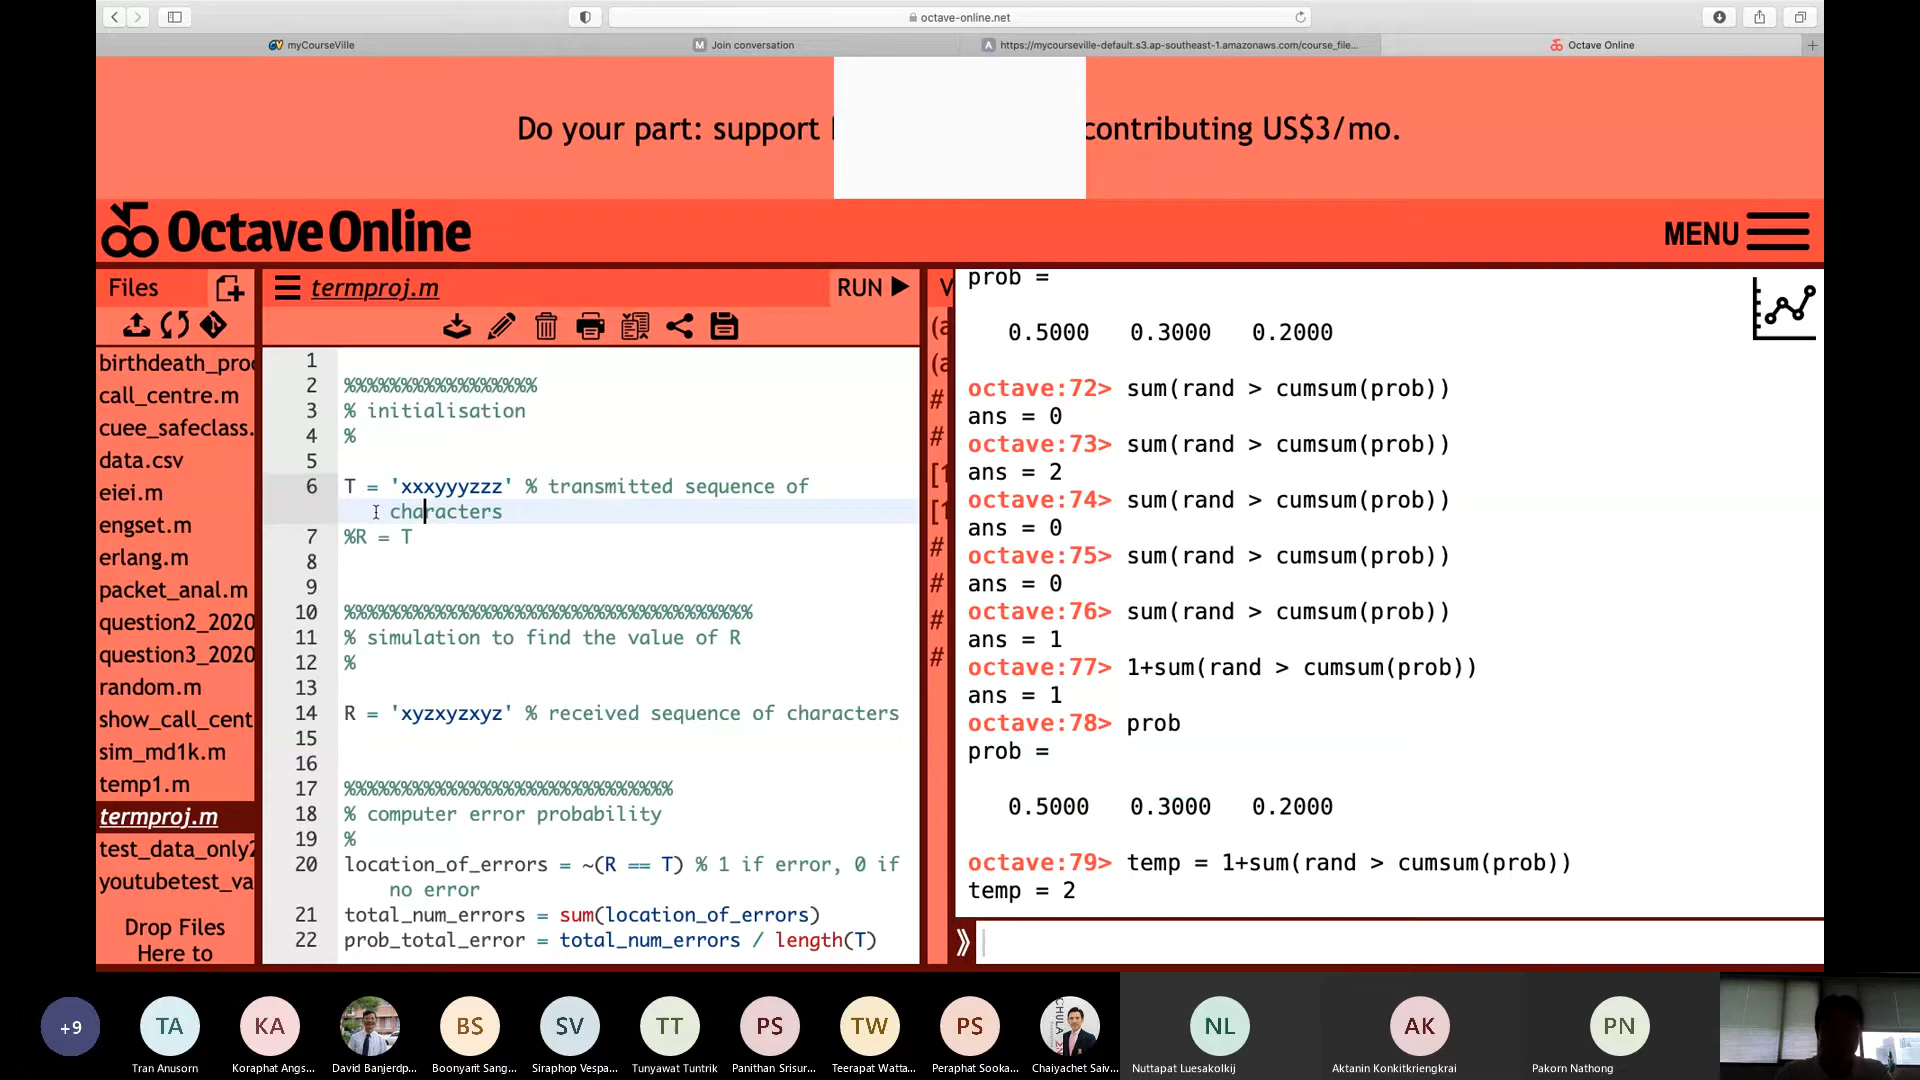 octave-online.net
myCourseVille
M Join conversation
A https://mycourseville-default.s3.ap-southeast-1.amazonaws.com/course_file...
Octave Online
Do your part: support
contributing US$3/mo.
Octave Online
MENU
Files
termproj.m
RUN
birthdeath_pro
call_centre.m
cuee_safeclass.
data.csv
eiei.m
engset.m
erlang.m
packet_anal.m
question2_2020
question3_2020
random.m
show_call_cent
sim_md1k.m
temp1.m
termproj.m
test_data_only2
youtubetest_va
Drop Files
Here to
1
2 %%%%%%%%%%%%%%%%%
3 % initialisation
4 %
5
6 T = 'xxxyyyzzz' % transmitted sequence of
characters
7 %R = T
8
9
10 %%%%%%%%%%%%%%%%%%%%%%%%%%%%%%%%%%%%
11 % simulation to find the value of R
12 %
13
14 R = 'xyzxyzxyz' % received sequence of characters
15
16
17 %%%%%%%%%%%%%%%%%%%%%%%%%%%%%
18 % computer error probability
19 %
20 location_of_errors = ~(R == T) % 1 if error, 0 if
no error
21 total_num_errors = sum(location_of_errors)
22 prob_total_error = total_num_errors / length(T)
V
(a
(a
#
#
[1
[1
#
#
#
#
prob =
0.5000 0.3000 0.2000
octave:72> sum(rand > cumsum(prob))
ans = 0
octave:73> sum(rand > cumsum(prob))
ans = 2
octave:74> sum(rand > cumsum(prob))
ans = 0
octave:75> sum(rand > cumsum(prob))
ans = 0
octave:76> sum(rand > cumsum(prob))
ans = 1
octave:77> 1+sum(rand > cumsum(prob))
ans = 1
octave:78> prob
prob =
0.5000 0.3000 0.2000
octave:79> temp = 1+sum(rand > cumsum(prob))
temp = 2
+9
TA
KA
BS
SV
TT
PS
TW
PS
CHULA
NL
AK
PN
Tran Anusorn
Koraphat Angs...
David Banjerdp...
Boonyarit Sang...
Siraphop Vespa...
Tunyawat Tuntrik
Panithan Srisur...
Teerapat Watta...
Peraphat Sooka...
Chaiyachet Saiv...
Nuttapat Luesakolkij
Aktanin Konkitkriengkrai
Pakorn Nathong